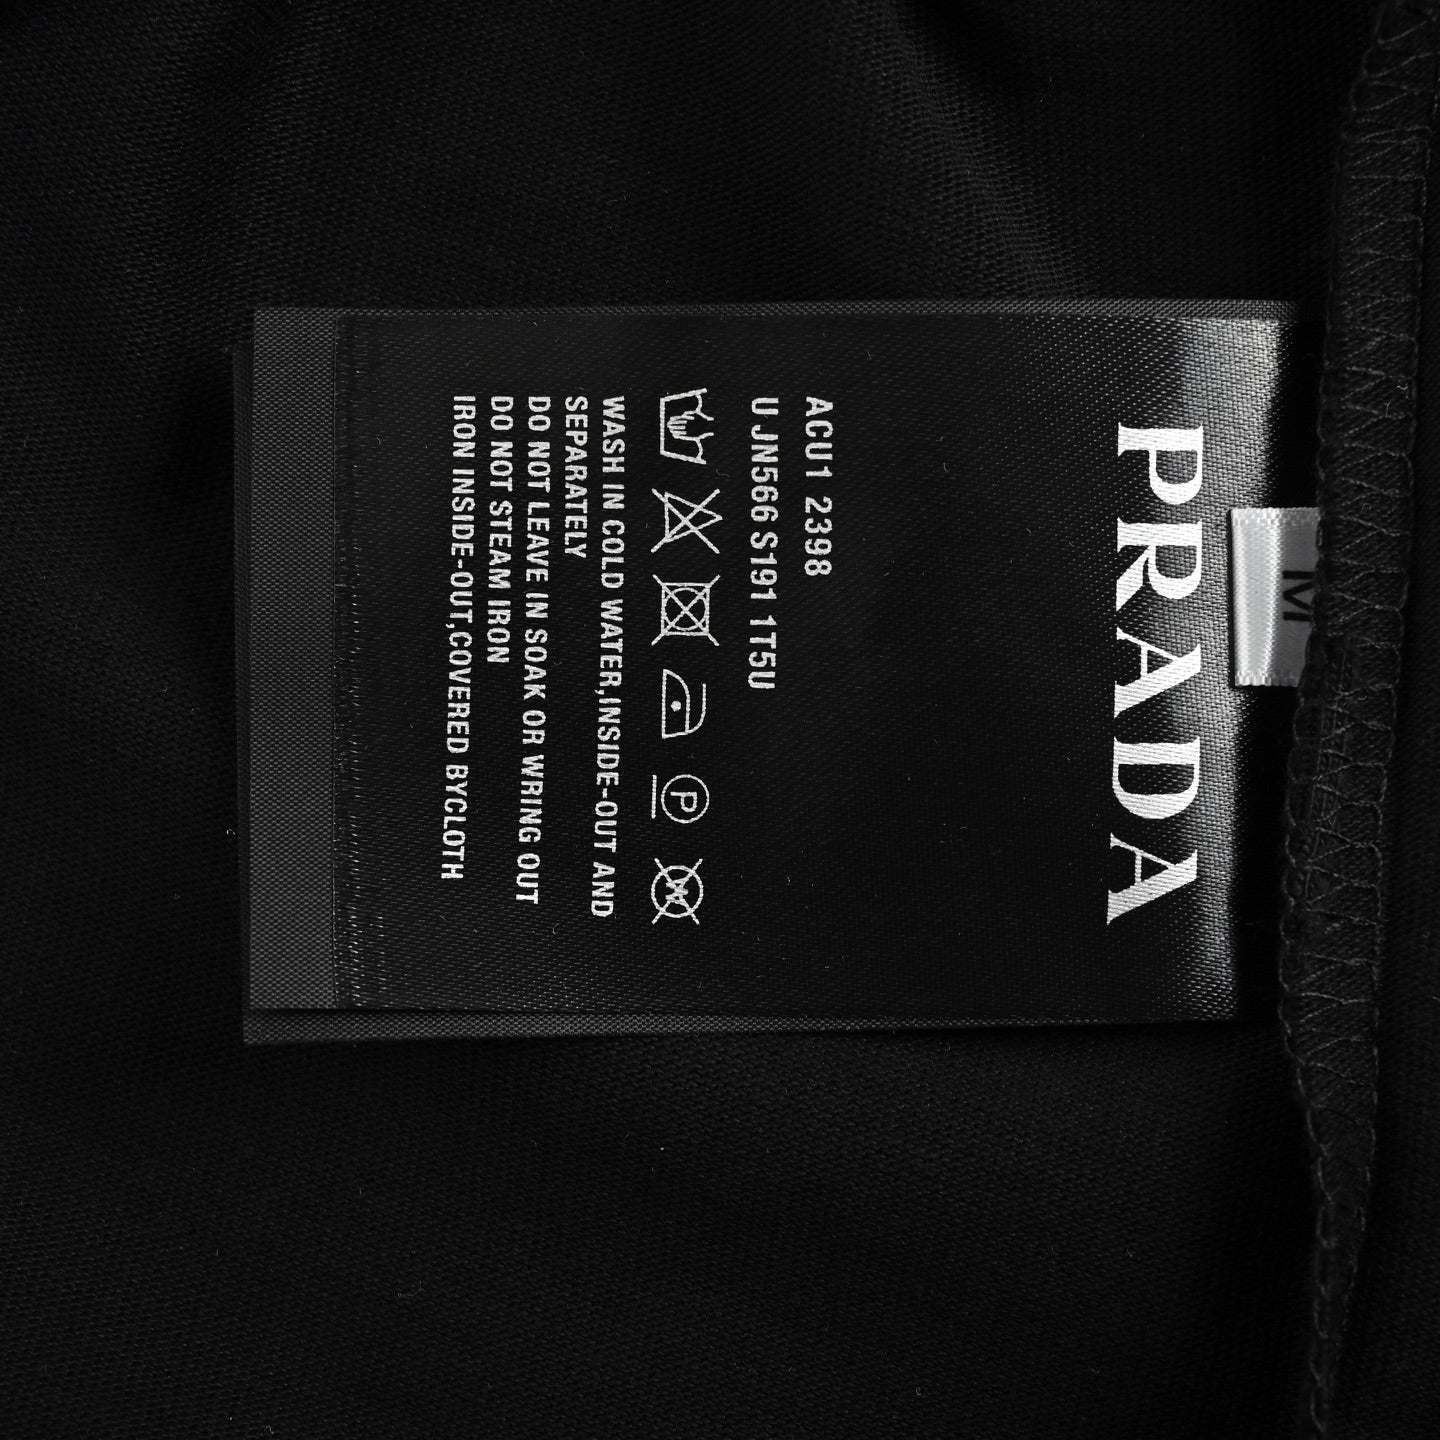 PRADA
M
ACU1 2398
UJN566 S191 1T5U
P
WASH IN COLD WATER,INSIDE-OUT AND
SEPARATELY
DO NOT LEAVE IN SOAK OR WRING OUT
DO NOT STEAM IRON
IRON INSIDE-OUT,COVERED BYCLOTH